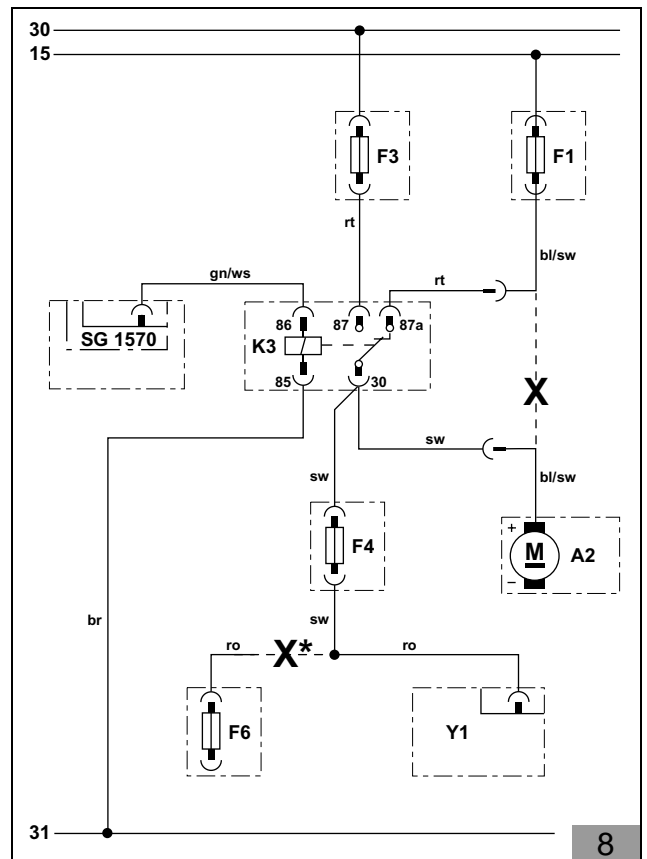 30
15
F3
F1
rt
bl/sw
gn/ws
rt
SG 1570
86
87
87a
K3
85
30
X
sw
sw
bl/sw
F4
+
M
A2
−
br
sw
ro
X*
ro
F6
Y1
31
8